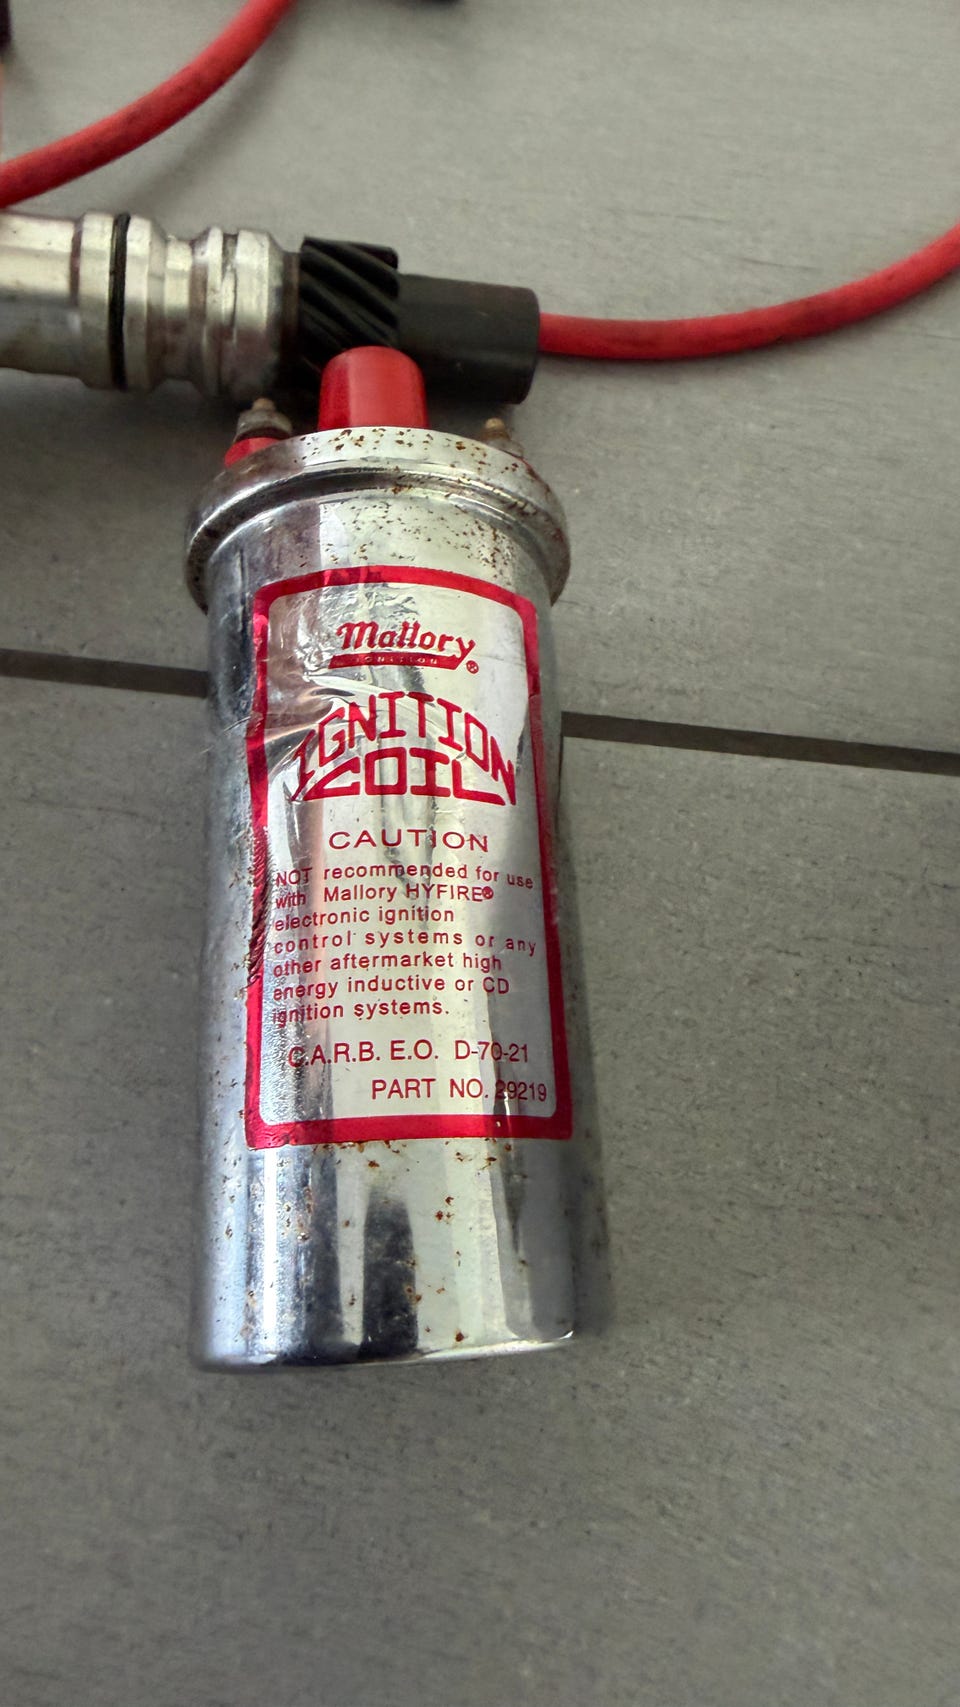 Mallory
IGNITION
®
IGNITION
COIL
CAUTION
NOT recommended for use
with Mallory HYFIRE®
electronic ignition
control systems or any
other aftermarket high
energy inductive or CD
ignition systems.
C.A.R.B. E.O. D-70-21
PART NO. 29219